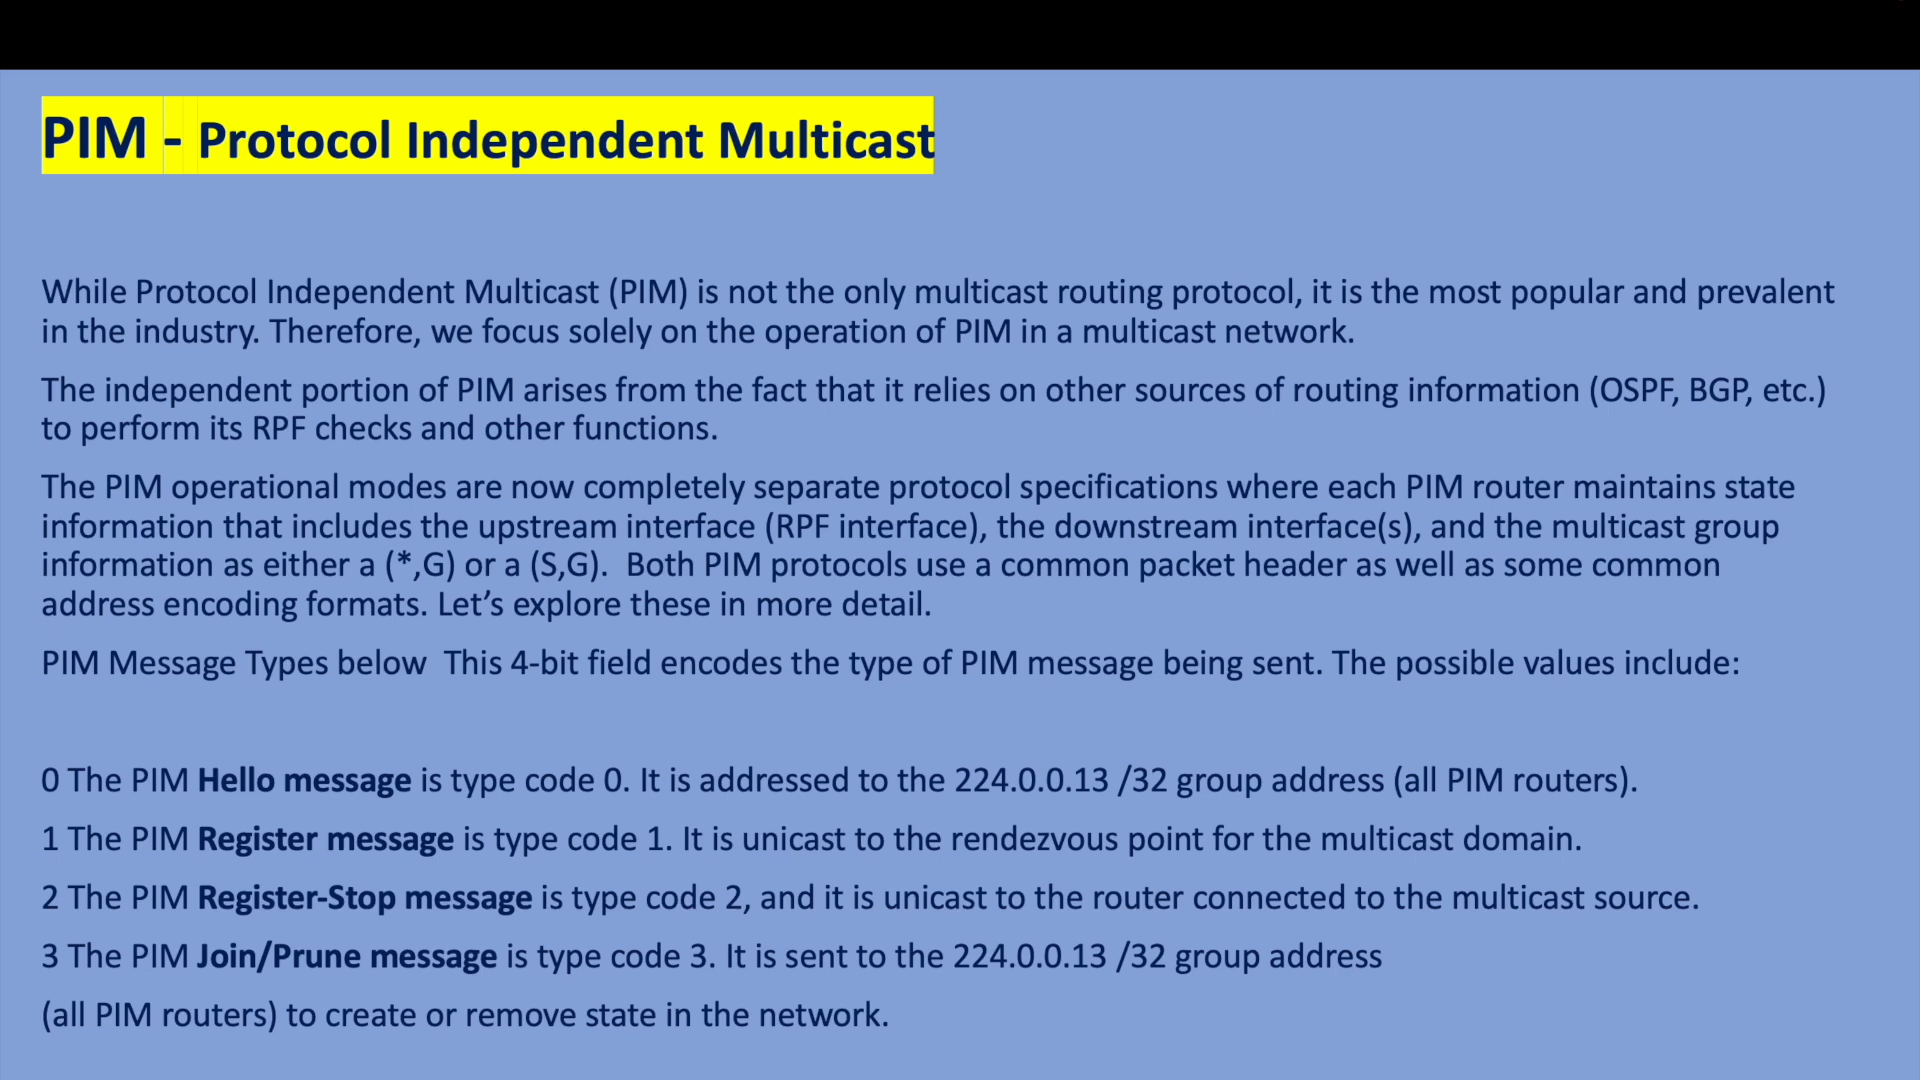 PIM - Protocol Independent Multicast
While Protocol Independent Multicast (PIM) is not the only multicast routing protocol, it is the most popular and prevalent
in the industry. Therefore, we focus solely on the operation of PIM in a multicast network.
The independent portion of PIM arises from the fact that it relies on other sources of routing information (OSPF, BGP, etc.)
to perform its RPF checks and other functions.
The PIM operational modes are now completely separate protocol specifications where each PIM router maintains state
information that includes the upstream interface (RPF interface), the downstream interface(s), and the multicast group
information as either a (*,G) or a (S,G).  Both PIM protocols use a common packet header as well as some common
address encoding formats. Let’s explore these in more detail.
PIM Message Types below  This 4-bit field encodes the type of PIM message being sent. The possible values include:
0 The PIM Hello message is type code 0. It is addressed to the 224.0.0.13 /32 group address (all PIM routers).
1 The PIM Register message is type code 1. It is unicast to the rendezvous point for the multicast domain.
2 The PIM Register-Stop message is type code 2, and it is unicast to the router connected to the multicast source.
3 The PIM Join/Prune message is type code 3. It is sent to the 224.0.0.13 /32 group address
(all PIM routers) to create or remove state in the network.